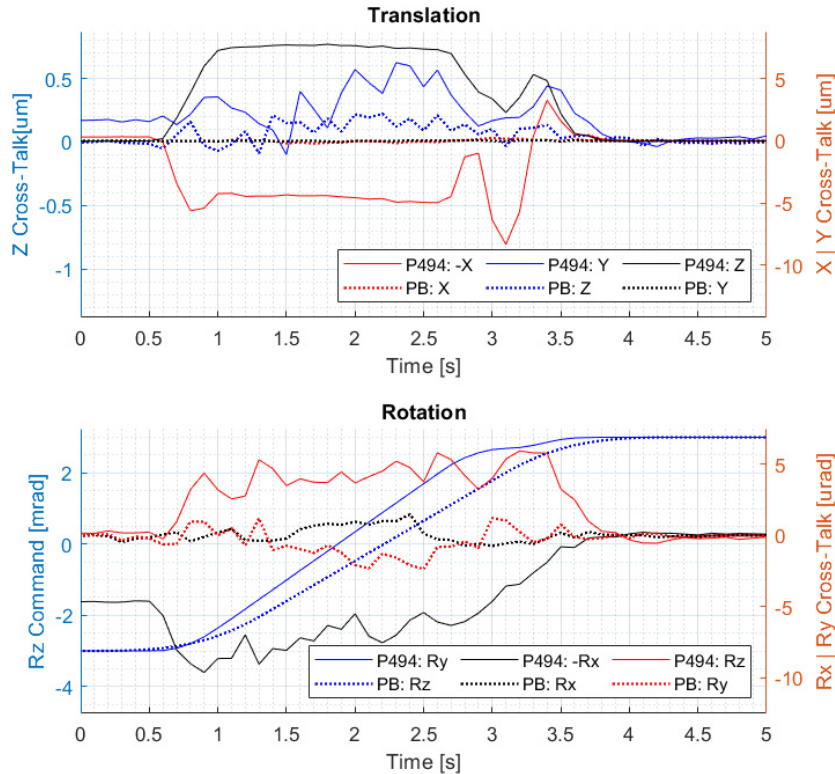 Translation
Z Cross-Talk[um]
0.5
0
-0.5
-1
X | Y Cross-Talk [um]
5
0
-5
-10
P494: -X P494: Y P494: Z
PB: X PB: Z PB: Y
0 0.5 1 1.5 2 2.5 3 3.5 4 4.5 5
Time [s]
Rotation
Rz Command [mrad]
2
0
-2
-4
Rx | Ry Cross-Talk [urad]
5
0
-5
-10
P494: Ry P494: -Rx P494: Rz
PB: Rz PB: Rx PB: Ry
0 0.5 1 1.5 2 2.5 3 3.5 4 4.5 5
Time [s]